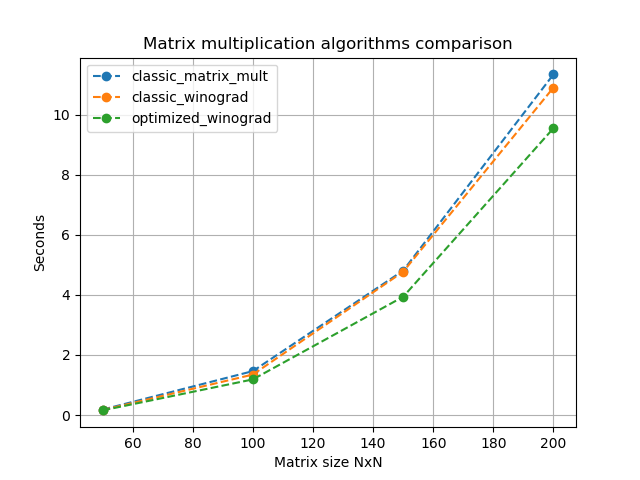 Matrix multiplication algorithms comparison
classic_matrix_mult
classic_winograd
optimized_winograd
Seconds
10
8
6
4
2
0
60 80 100 120 140 160 180 200
Matrix size NxN